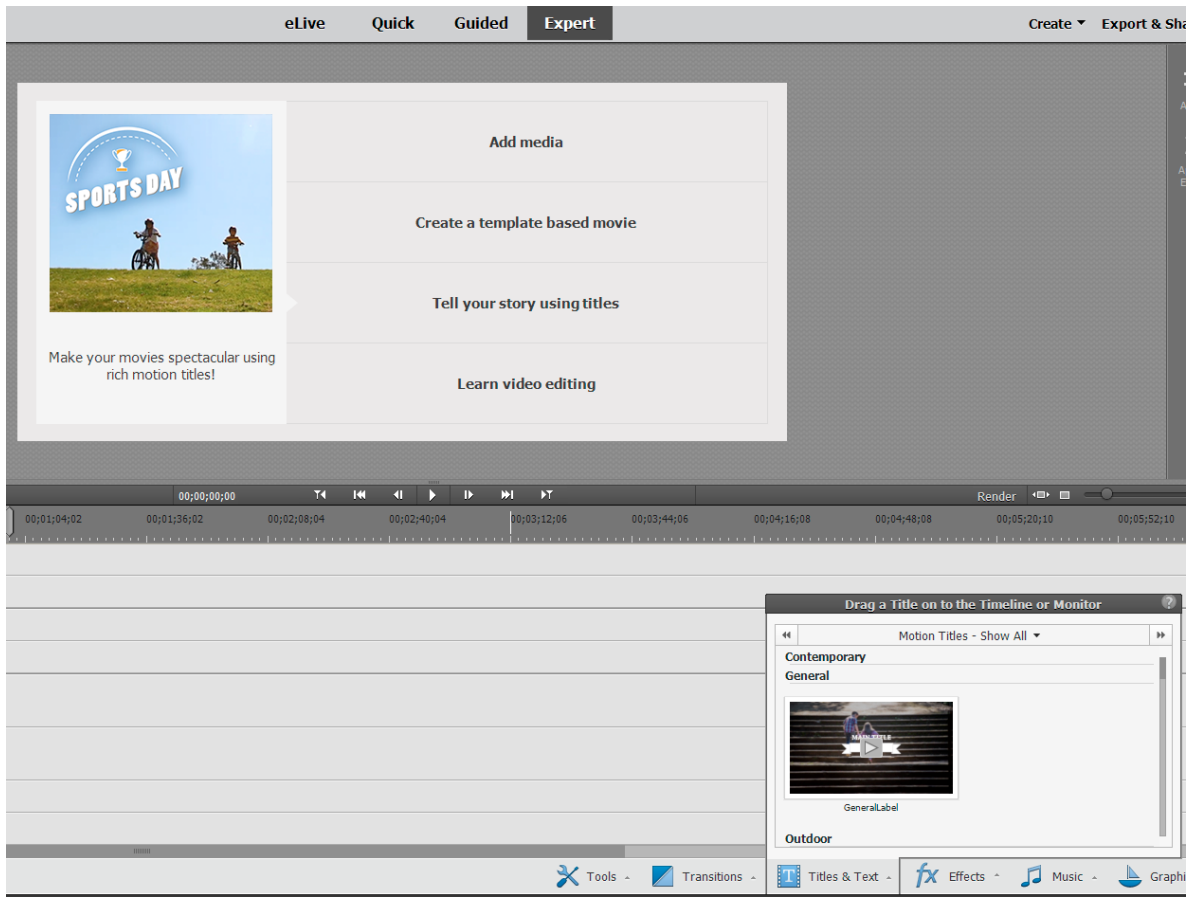 eLive Quick Guided Expert Create Export & Sha
SPORTS DAY
Add media
Create a template based movie
Tell your story using titles
Make your movies spectacular using
rich motion titles!
Learn video editing
00;00;00;00 Render
00;01;04;02 00;01;36;02 00;02;08;04 00;02;40;04 00;03;12;06 00;03;44;06 00;04;16;08 00;04;48;08 00;05;20;10 00;05;52;10
Drag a Title on to the Timeline or Monitor ?
Motion Titles - Show All
Contemporary
General
MAIN TITLE
GeneralLabel
Outdoor
Tools Transitions T Titles & Text fx Effects Music Graphi